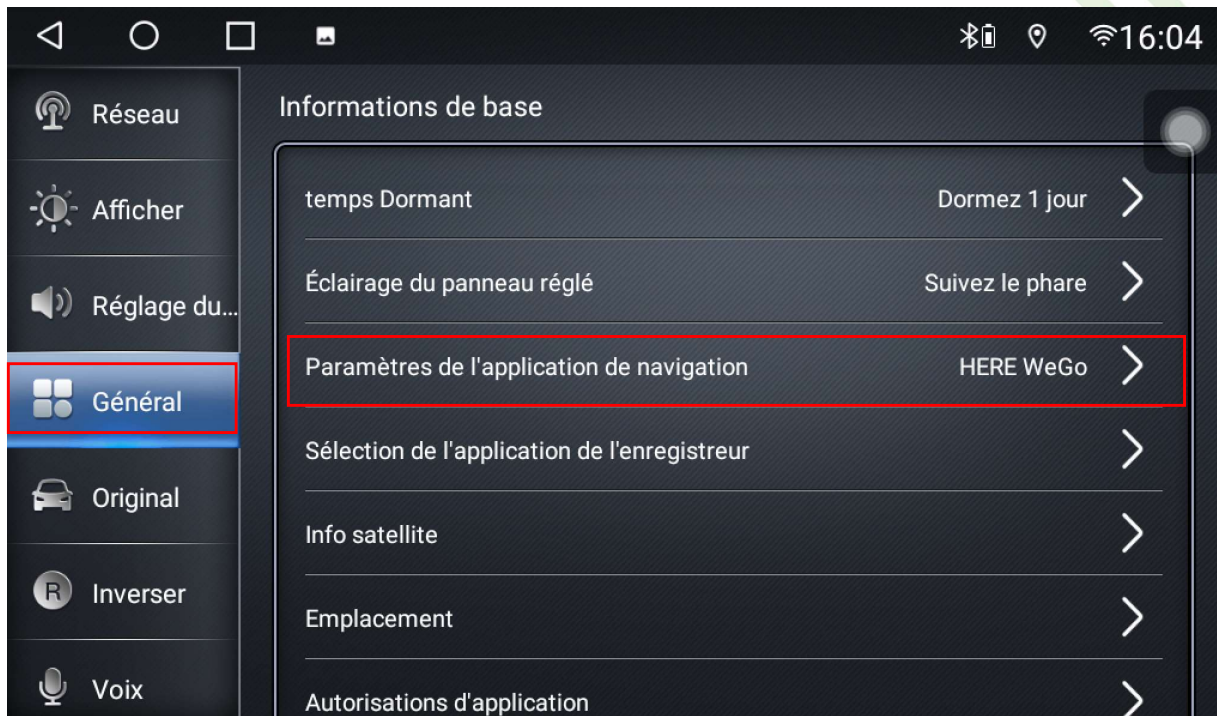 16:04
Réseau
Afficher
Réglage du...
Général
Original
R Inverser
Voix
Informations de base
temps Dormant Dormez 1 jour
Éclairage du panneau réglé Suivez le phare
Paramètres de l'application de navigation HERE WeGo
Sélection de l'application de l'enregistreur
Info satellite
Emplacement
Autorisations d'application